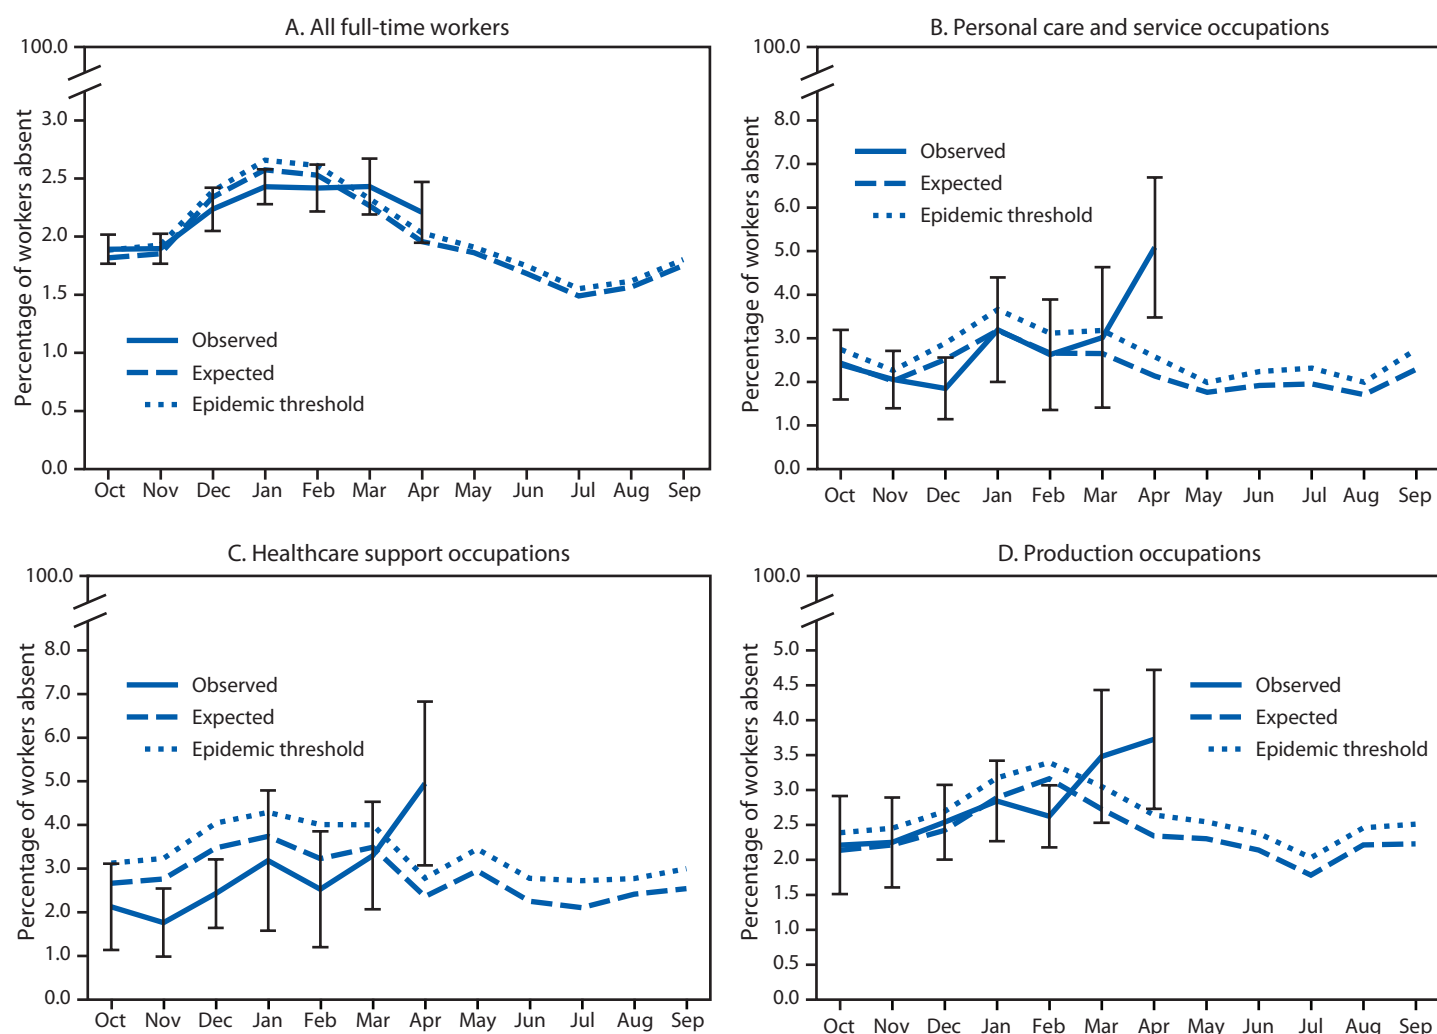 A. All full-time workers
100.0
3.0
2.5
2.0
1.5
1.0
0.5
0.0
Percentage of workers absent
Observed
Expected
Epidemic threshold
Oct Nov Dec Jan Feb Mar Apr May Jun Jul Aug Sep
B. Personal care and service occupations
100.0
8.0
7.0
6.0
5.0
4.0
3.0
2.0
1.0
0.0
Percentage of workers absent
Observed
Expected
Epidemic threshold
Oct Nov Dec Jan Feb Mar Apr May Jun Jul Aug Sep
C. Healthcare support occupations
100.0
8.0
7.0
6.0
5.0
4.0
3.0
2.0
1.0
0.0
Percentage of workers absent
Observed
Expected
Epidemic threshold
Oct Nov Dec Jan Feb Mar Apr May Jun Jul Aug Sep
D. Production occupations
100.0
5.0
4.5
4.0
3.5
3.0
2.5
2.0
1.5
1.0
0.5
0.0
Percentage of workers absent
Observed
Expected
Epidemic threshold
Oct Nov Dec Jan Feb Mar Apr May Jun Jul Aug Sep